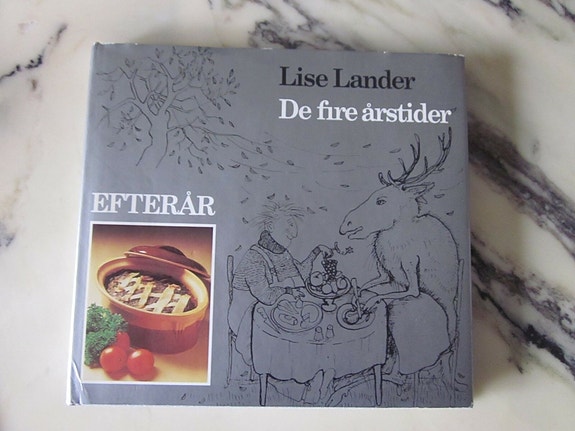 Lise Lander
De fire årstider
EFTERÅR